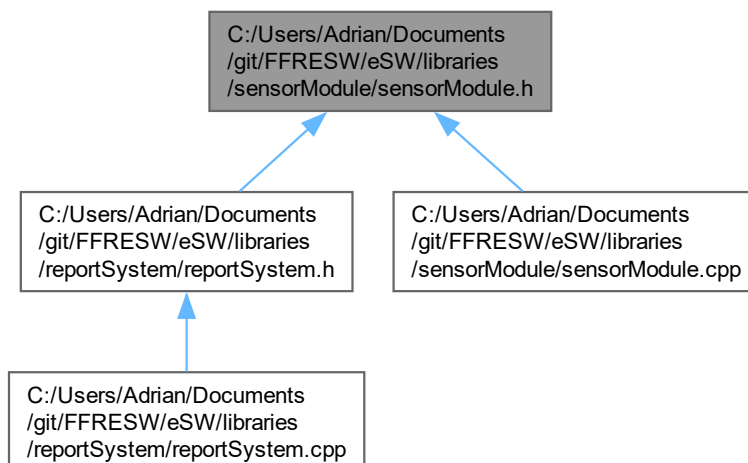 C:/Users/Adrian/Documents
/git/FFRESW/eSW/libraries
/sensorModule/sensorModule.h
C:/Users/Adrian/Documents
/git/FFRESW/eSW/libraries
/reportSystem/reportSystem.h
C:/Users/Adrian/Documents
/git/FFRESW/eSW/libraries
/sensorModule/sensorModule.cpp
C:/Users/Adrian/Documents
/git/FFRESW/eSW/libraries
/reportSystem/reportSystem.cpp